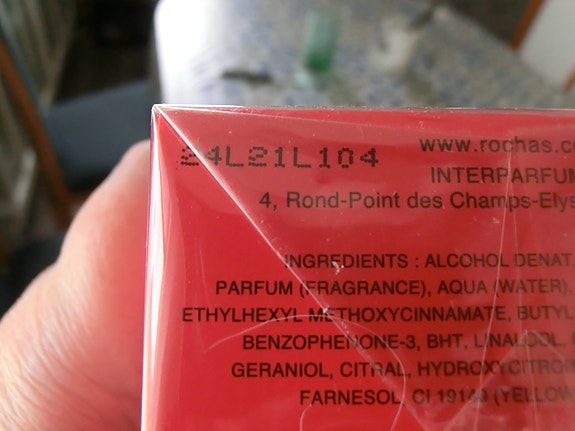 24L21L104
www.rochas.co
INTERPARFUM
4, Rond-Point des Champs-Elys
INGREDIENTS : ALCOHOL DENAT
PARFUM (FRAGRANCE), AQUA (WATER),
ETHYLHEXYL METHOXYCINNAMATE, BUTYL
BENZOPHENONE-3, BHT, LINALOOL,
GERANIOL, CITRAL, HYDROXYCITRON
FARNESOL, CI 19140 (YELLOW